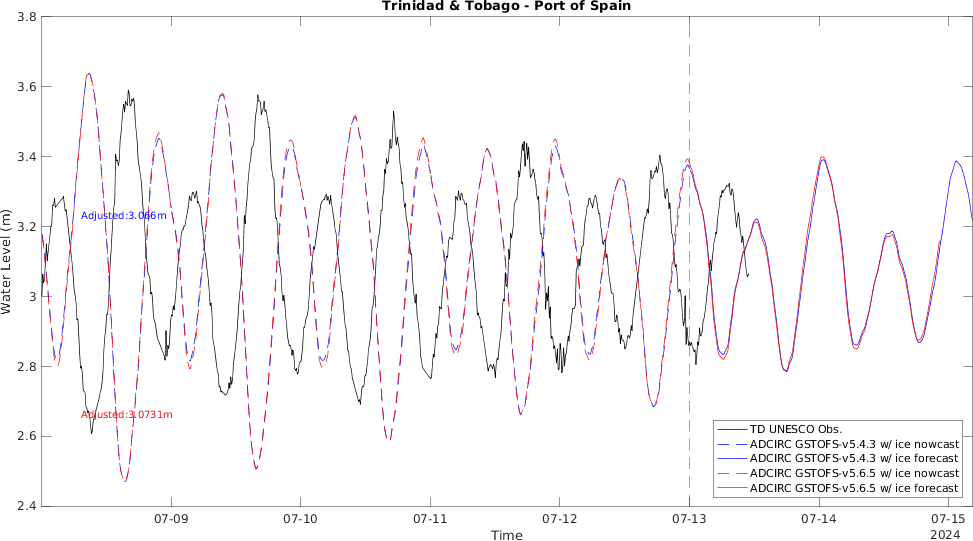 Trinidad & Tobago - Port of Spain
3.8
3.6
3.4
3.2
3
2.8
2.6
2.4
Water Level (m)
Adjusted:3.066m
Adjusted:3.0731m
TD UNESCO Obs.
ADCIRC GSTOFS-v5.4.3 w/ ice nowcast
ADCIRC GSTOFS-v5.4.3 w/ ice forecast
ADCIRC GSTOFS-v5.6.5 w/ ice nowcast
ADCIRC GSTOFS-v5.6.5 w/ ice forecast
07-09 07-10 07-11 07-12 07-13 07-14 07-15
Time
2024